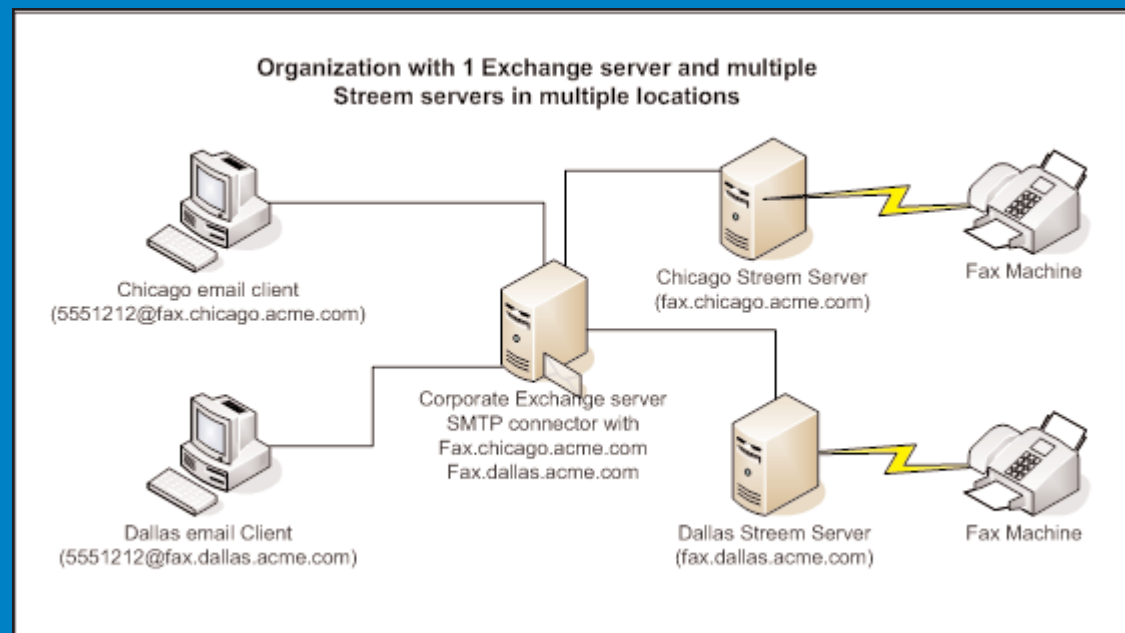 Organization with 1 Exchange server and multiple
Streem servers in multiple locations
Chicago email client
(5551212@fax.chicago.acme.com)
Chicago Streem Server
(fax.chicago.acme.com)
Fax Machine
Corporate Exchange server
SMTP connector with
Fax.chicago.acme.com
Fax.dallas.acme.com
Dallas email Client
(5551212@fax.dallas.acme.com)
Dallas Streem Server
(fax.dallas.acme.com)
Fax Machine